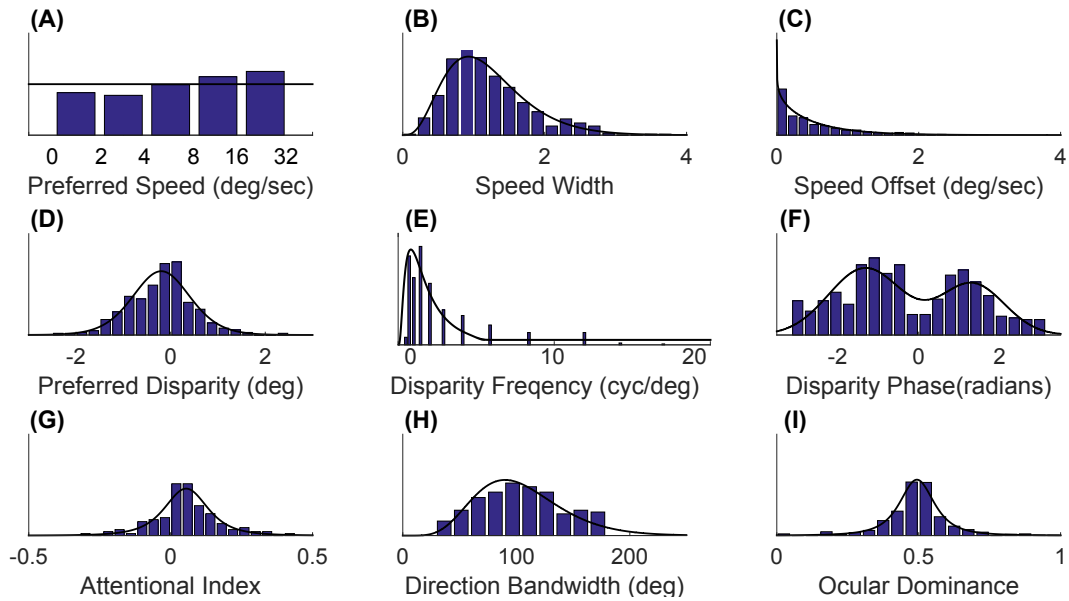 (A)
0 2 4 8 16 32
Preferred Speed (deg/sec)
(B)
0 2 4
Speed Width
(C)
0 2 4
Speed Offset (deg/sec)
(D)
-2 0 2
Preferred Disparity (deg)
(E)
0 10 20
Disparity Freqency (cyc/deg)
(F)
-2 0 2
Disparity Phase(radians)
(G)
-0.5 0 0.5
Attentional Index
(H)
0 100 200
Direction Bandwidth (deg)
(I)
0 0.5 1
Ocular Dominance